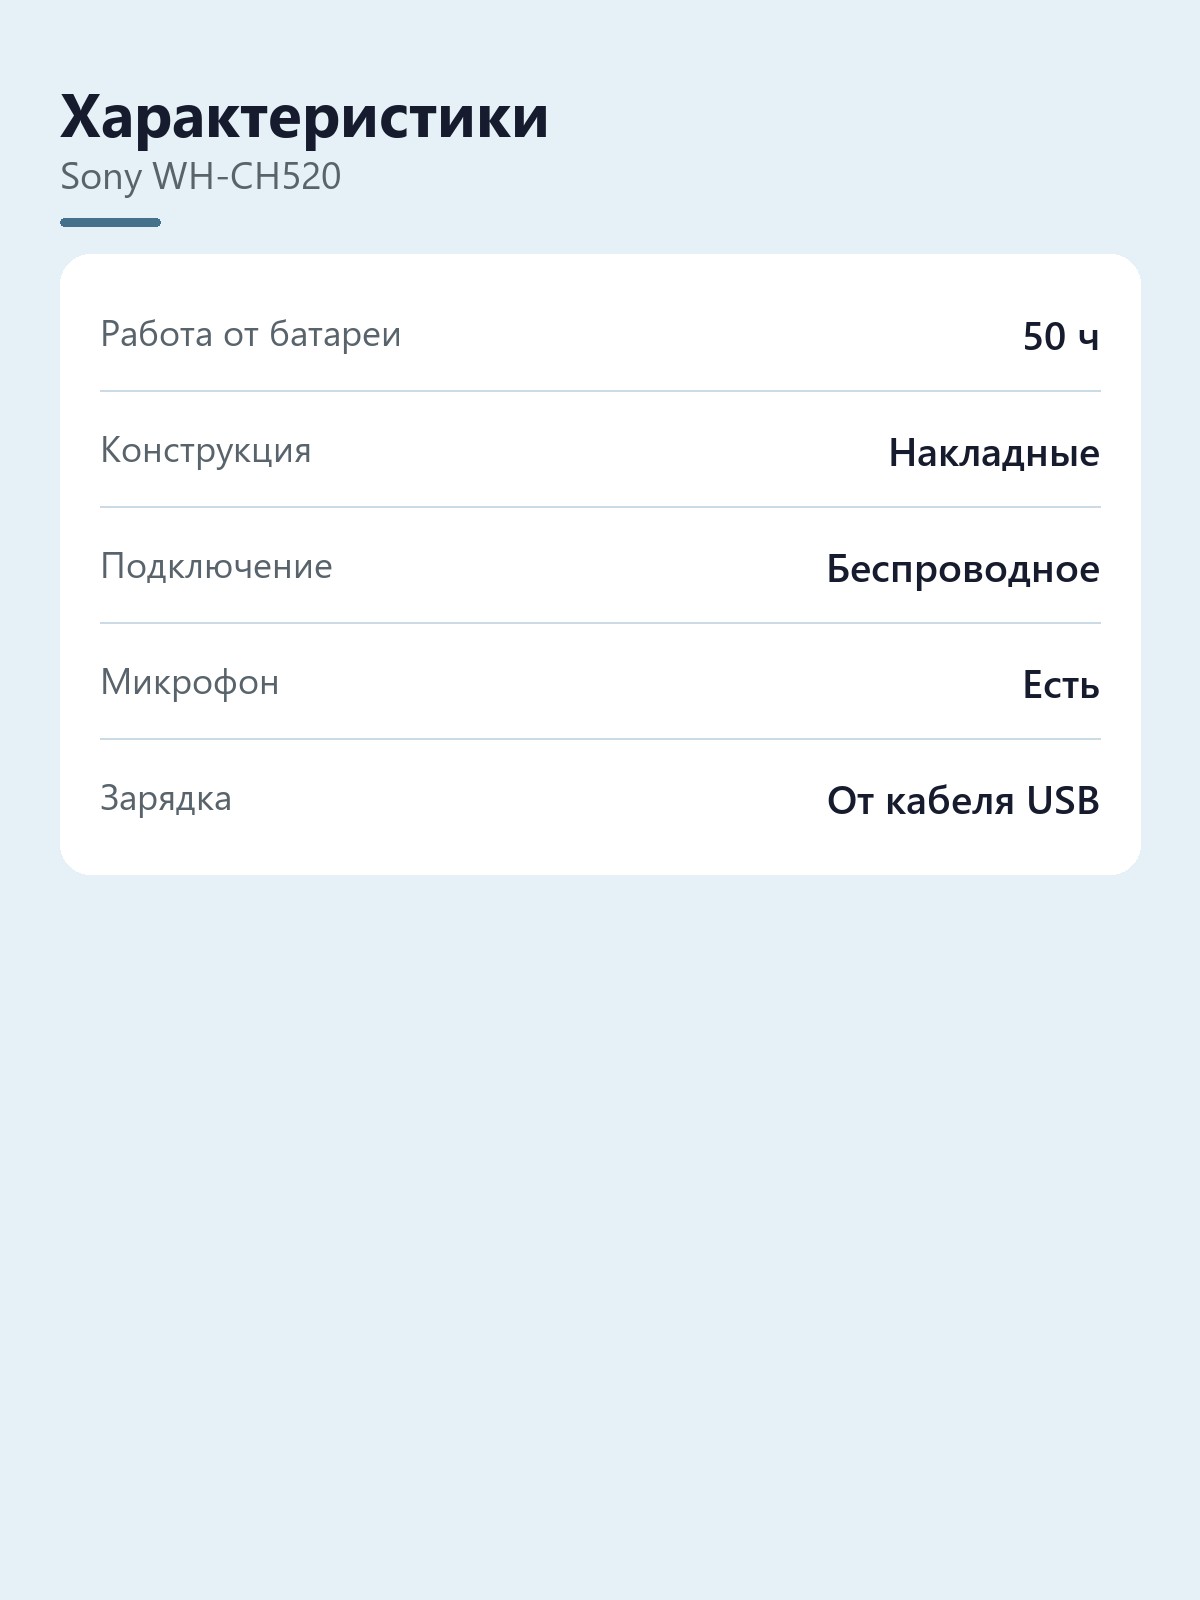 Характеристики
Sony WH-CH520
Работа от батареи 50 ч
Конструкция Накладные
Подключение Беспроводное
Микрофон Есть
Зарядка От кабеля USB